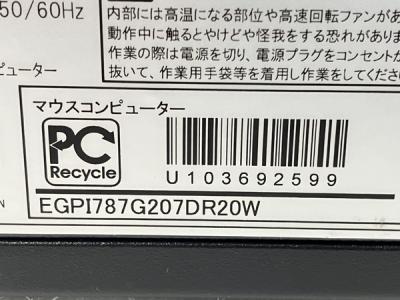 50/60Hz
内部には高温になる部位や高速回転ファンがあ
動作中に触るとやけどや怪我をする恐れがありま
作業の際は電源を切り、電源プラグをコンセントか
抜いて、作業用手袋等を着用し作業をしてくださ
ピューター
マウスコンピューター
PC
Recycle
U103692599
EGPI787G207DR20W